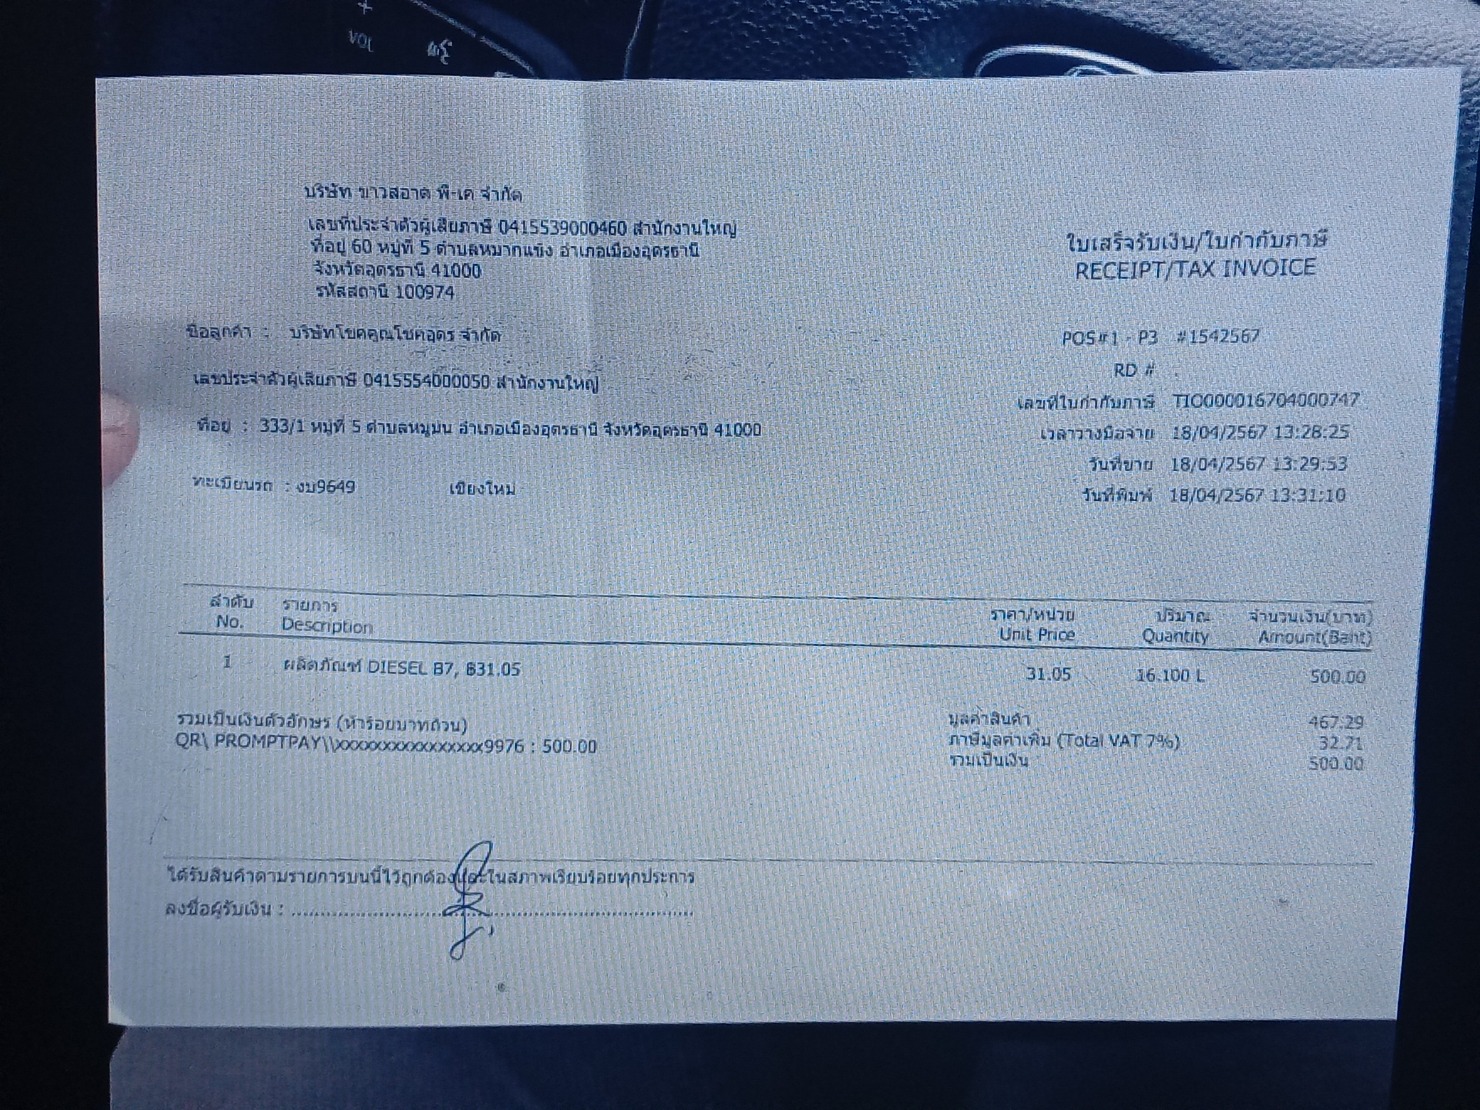 VOL
บริษัท ขาวสอาด พี-เค จำกัด
เลขที่ประจำตัวผู้เสียภาษี 0415539000460 สำนักงานใหญ่
ที่อยู่ 60 หมู่ที่ 5 ตำบลหมากแข้ง อำเภอเมืองอุดรธานี
จังหวัดอุดรธานี 41000
รหัสสถานี 100974
ใบเสร็จรับเงิน/ใบกำกับภาษี
RECEIPT/TAX INVOICE
ชื่อลูกค้า : บริษัทโชคคูณโชคอุดร จำกัด
เลขประจำตัวผู้เสียภาษี 0415554000050 สำนักงานใหญ่
ที่อยู่ : 333/1 หมู่ที่ 5 ตำบลหมูม่น อำเภอเมืองอุดรธานี จังหวัดอุดรธานี 41000
ทะเบียนรถ : งบ9649 เชียงใหม่
POS#1 - P3 #1542567
RD # .
เลขที่ใบกำกับภาษี TIO000016704000747
เวลาวางมือจ่าย 18/04/2567 13:28:25
วันที่ขาย 18/04/2567 13:29:53
วันที่พิมพ์ 18/04/2567 13:31:10
ลำดับ รายการ ราคา/หน่วย ปริมาณ จำนวนเงิน(บาท)
No. Description Unit Price Quantity Amount(Baht)
1 ผลิตภัณฑ์ DIESEL B7, ฿31.05 31.05 16.100 L 500.00
รวมเป็นเงินตัวอักษร (ห้าร้อยบาทถ้วน)
QR\ PROMPTPAY\\xxxxxxxxxxxxxxxx9976 : 500.00
มูลค่าสินค้า 467.29
ภาษีมูลค่าเพิ่ม (Total VAT 7%) 32.71
รวมเป็นเงิน 500.00
ได้รับสินค้าตามรายการบนนี้ไว้ถูกต้องและในสภาพเรียบร้อยทุกประการ
ลงชื่อผู้รับเงิน :